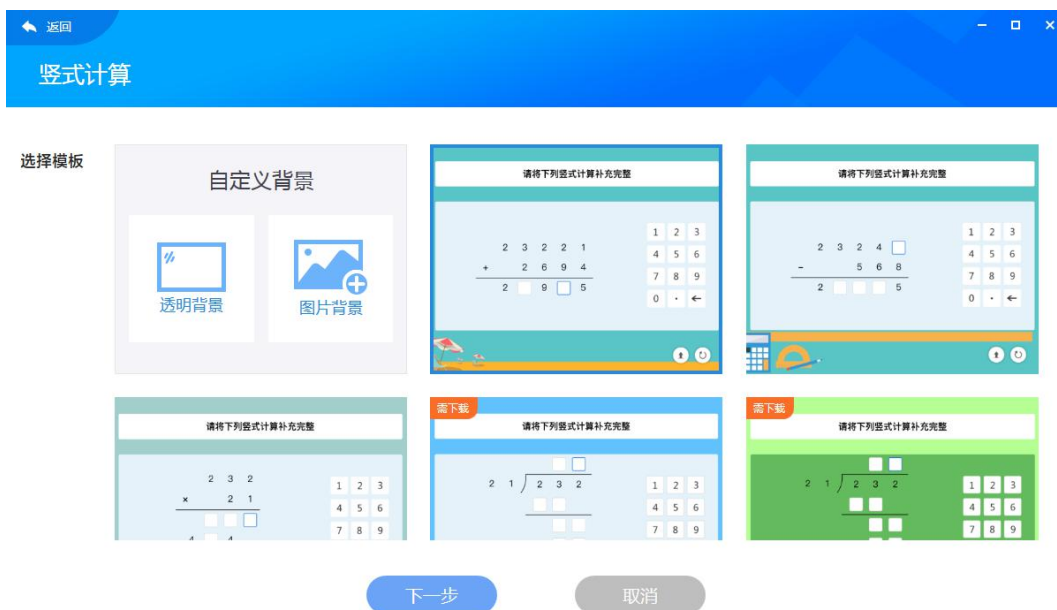 返回
竖式计算
选择模板
自定义背景
透明背景
图片背景
请将下列竖式计算补充完整
2 3 2 2 1
+ 2 6 9 4
2 9 5
1 2 3
4 5 6
7 8 9
0 · ←
请将下列竖式计算补充完整
2 3 2 4
- 5 6 8
2 5
1 2 3
4 5 6
7 8 9
0 · ←
请将下列竖式计算补充完整
2 3 2
× 2 1
4 4
1 2 3
4 5 6
7 8 9
需下载
请将下列竖式计算补充完整
2 1 2 3 2
1 2 3
4 5 6
7 8 9
需下载
请将下列竖式计算补充完整
2 1 2 3 2
1 2 3
4 5 6
7 8 9
下一步
取消